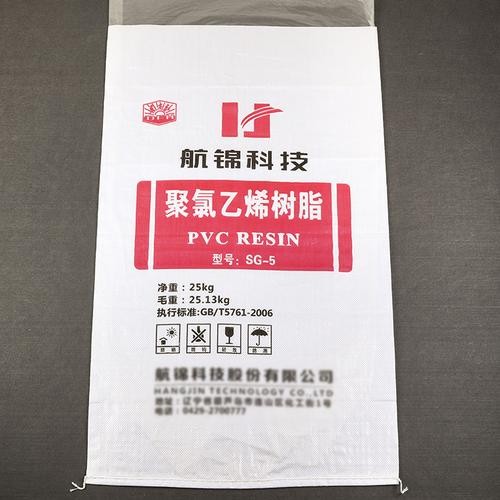 航锦科技
聚氯乙烯树脂
PVC RESIN
型号: SG-5
净重: 25kg
毛重: 25.13kg
执行标准:GB/T5761-2006
航锦科技股份有限公司
HANGJIN TECHNOLOGY CO.,LTD